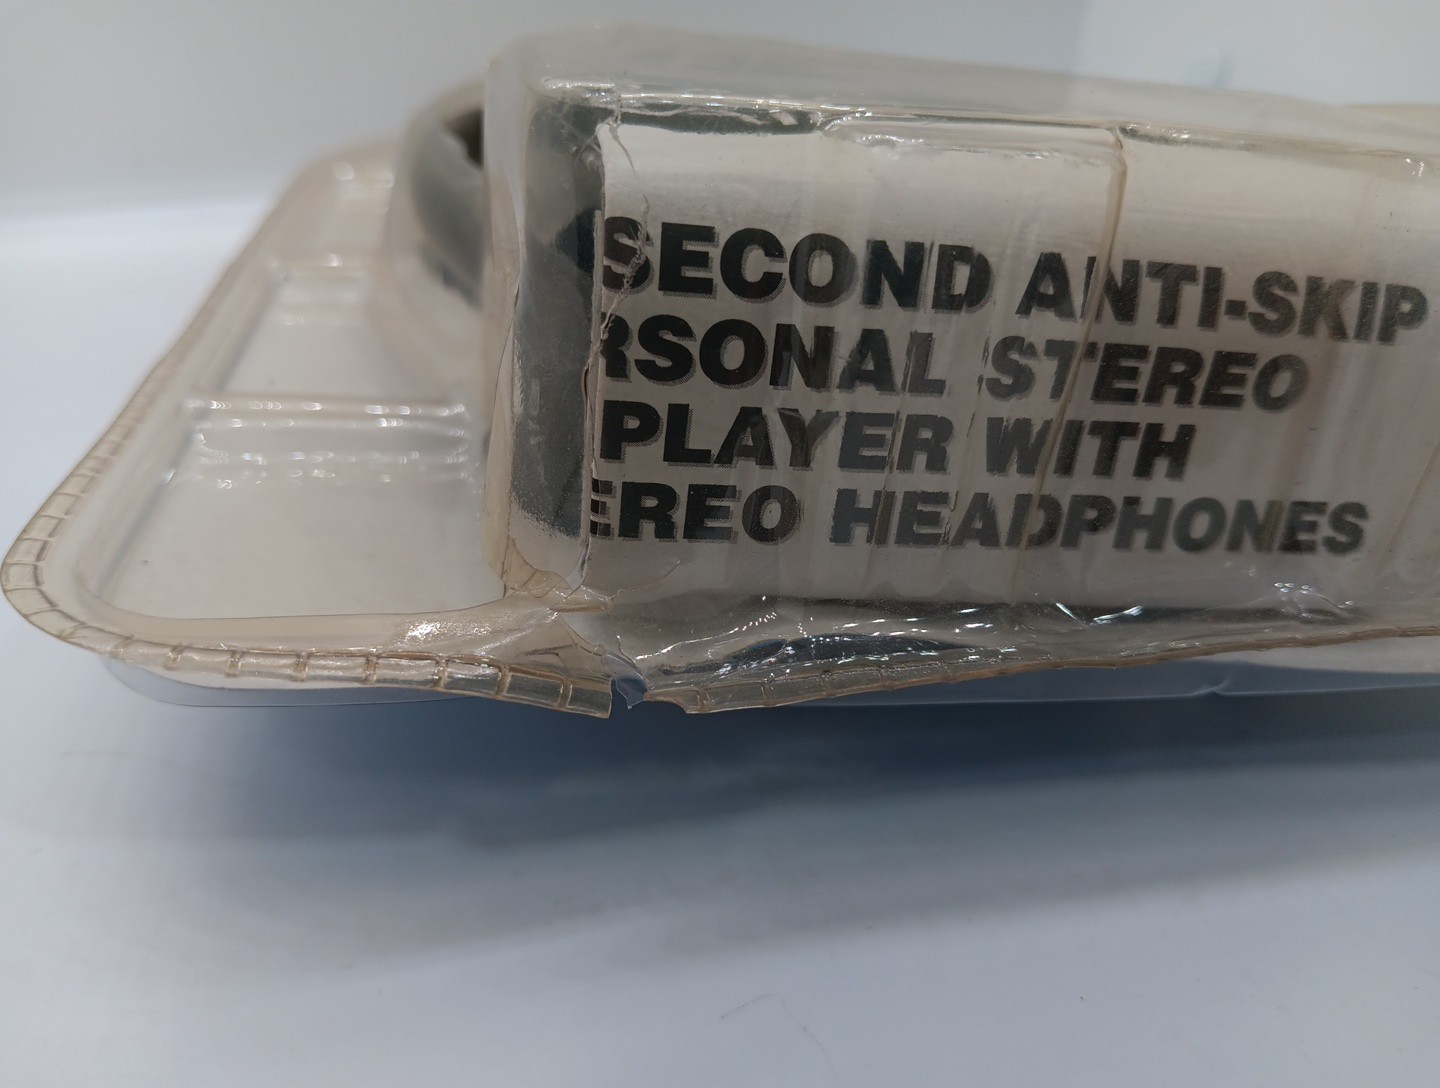 SECOND ANTI-SKIP
RSONAL STEREO
PLAYER WITH
EREO HEADPHONES